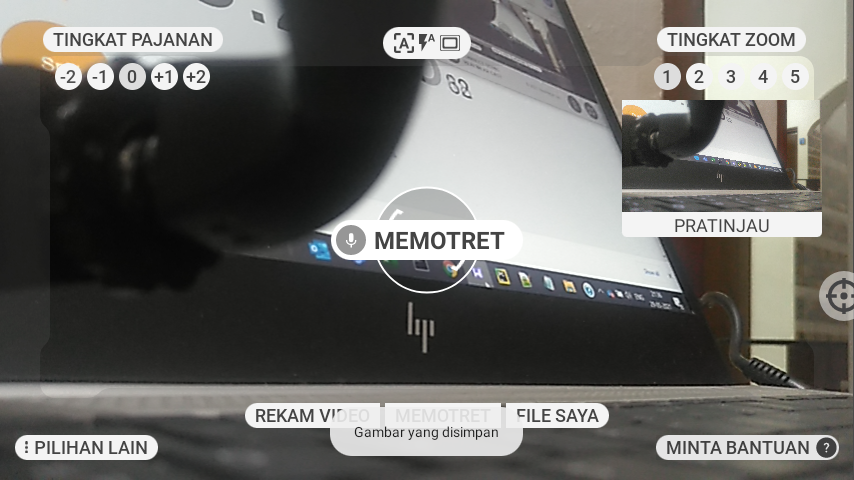 TINGKAT PAJANAN
A A
TINGKAT ZOOM
-2 -1 0 +1 +2
1 2 3 4 5
PRATINJAU
MEMOTRET
hp
REKAM VIDEO MEMOTRET FILE SAYA
Gambar yang disimpan
PILIHAN LAIN
MINTA BANTUAN ?